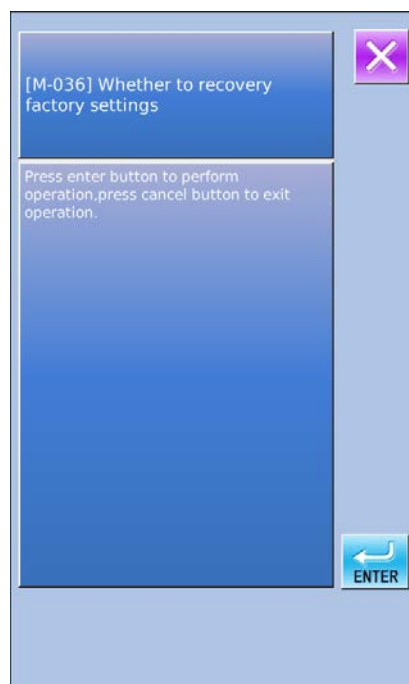 [M-036] Whether to recovery
factory settings
Press enter button to perform
operation,press cancel button to exit
operation.
ENTER